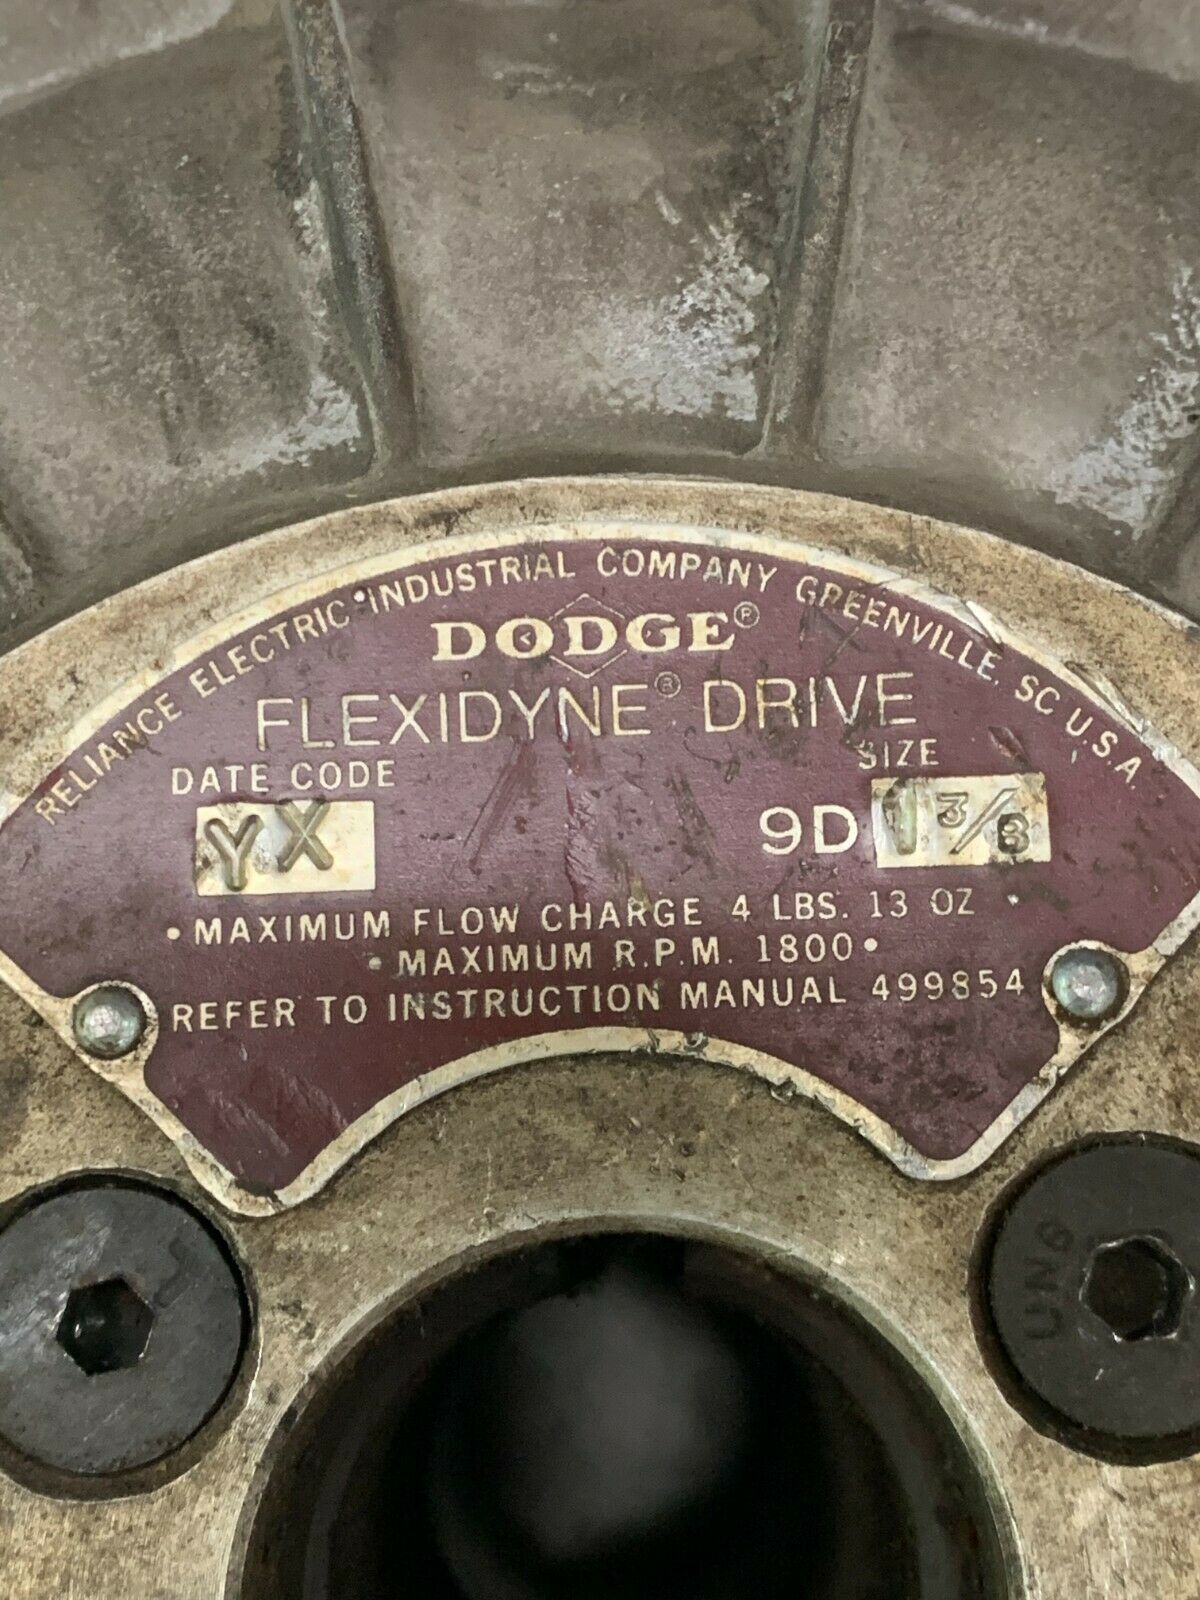 RELIANCE ELECTRIC INDUSTRIAL COMPANY GREENVILLE, SC U.S.A.
DODGE®
FLEXIDYNE® DRIVE
DATE CODE SIZE
YX 9D 1 3/8
• MAXIMUM FLOW CHARGE 4 LBS. 13 OZ •
• MAXIMUM R.P.M. 1800 •
REFER TO INSTRUCTION MANUAL 499854